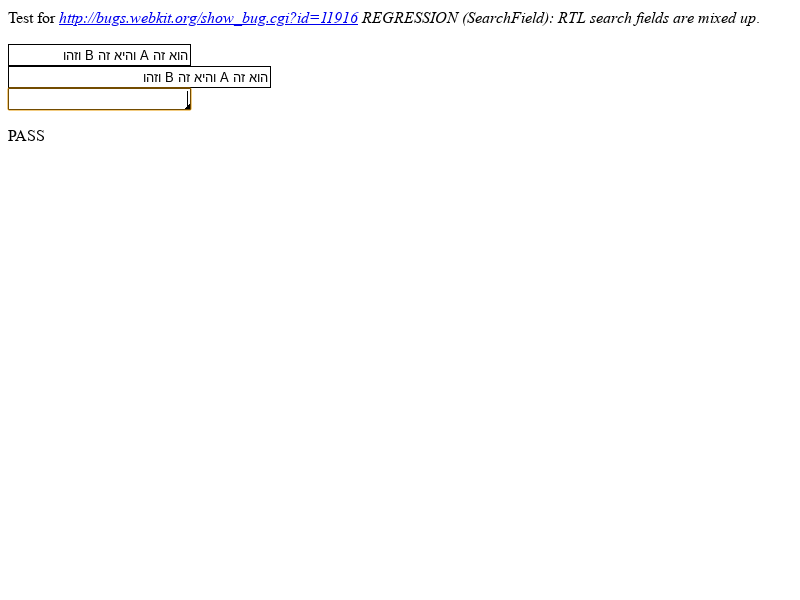 Test for http://bugs.webkit.org/show_bug.cgi?id=11916 REGRESSION (SearchField): RTL search fields are mixed up.
הוא זה A והיא זה B וזהו
הוא זה A והיא זה B וזהו
PASS